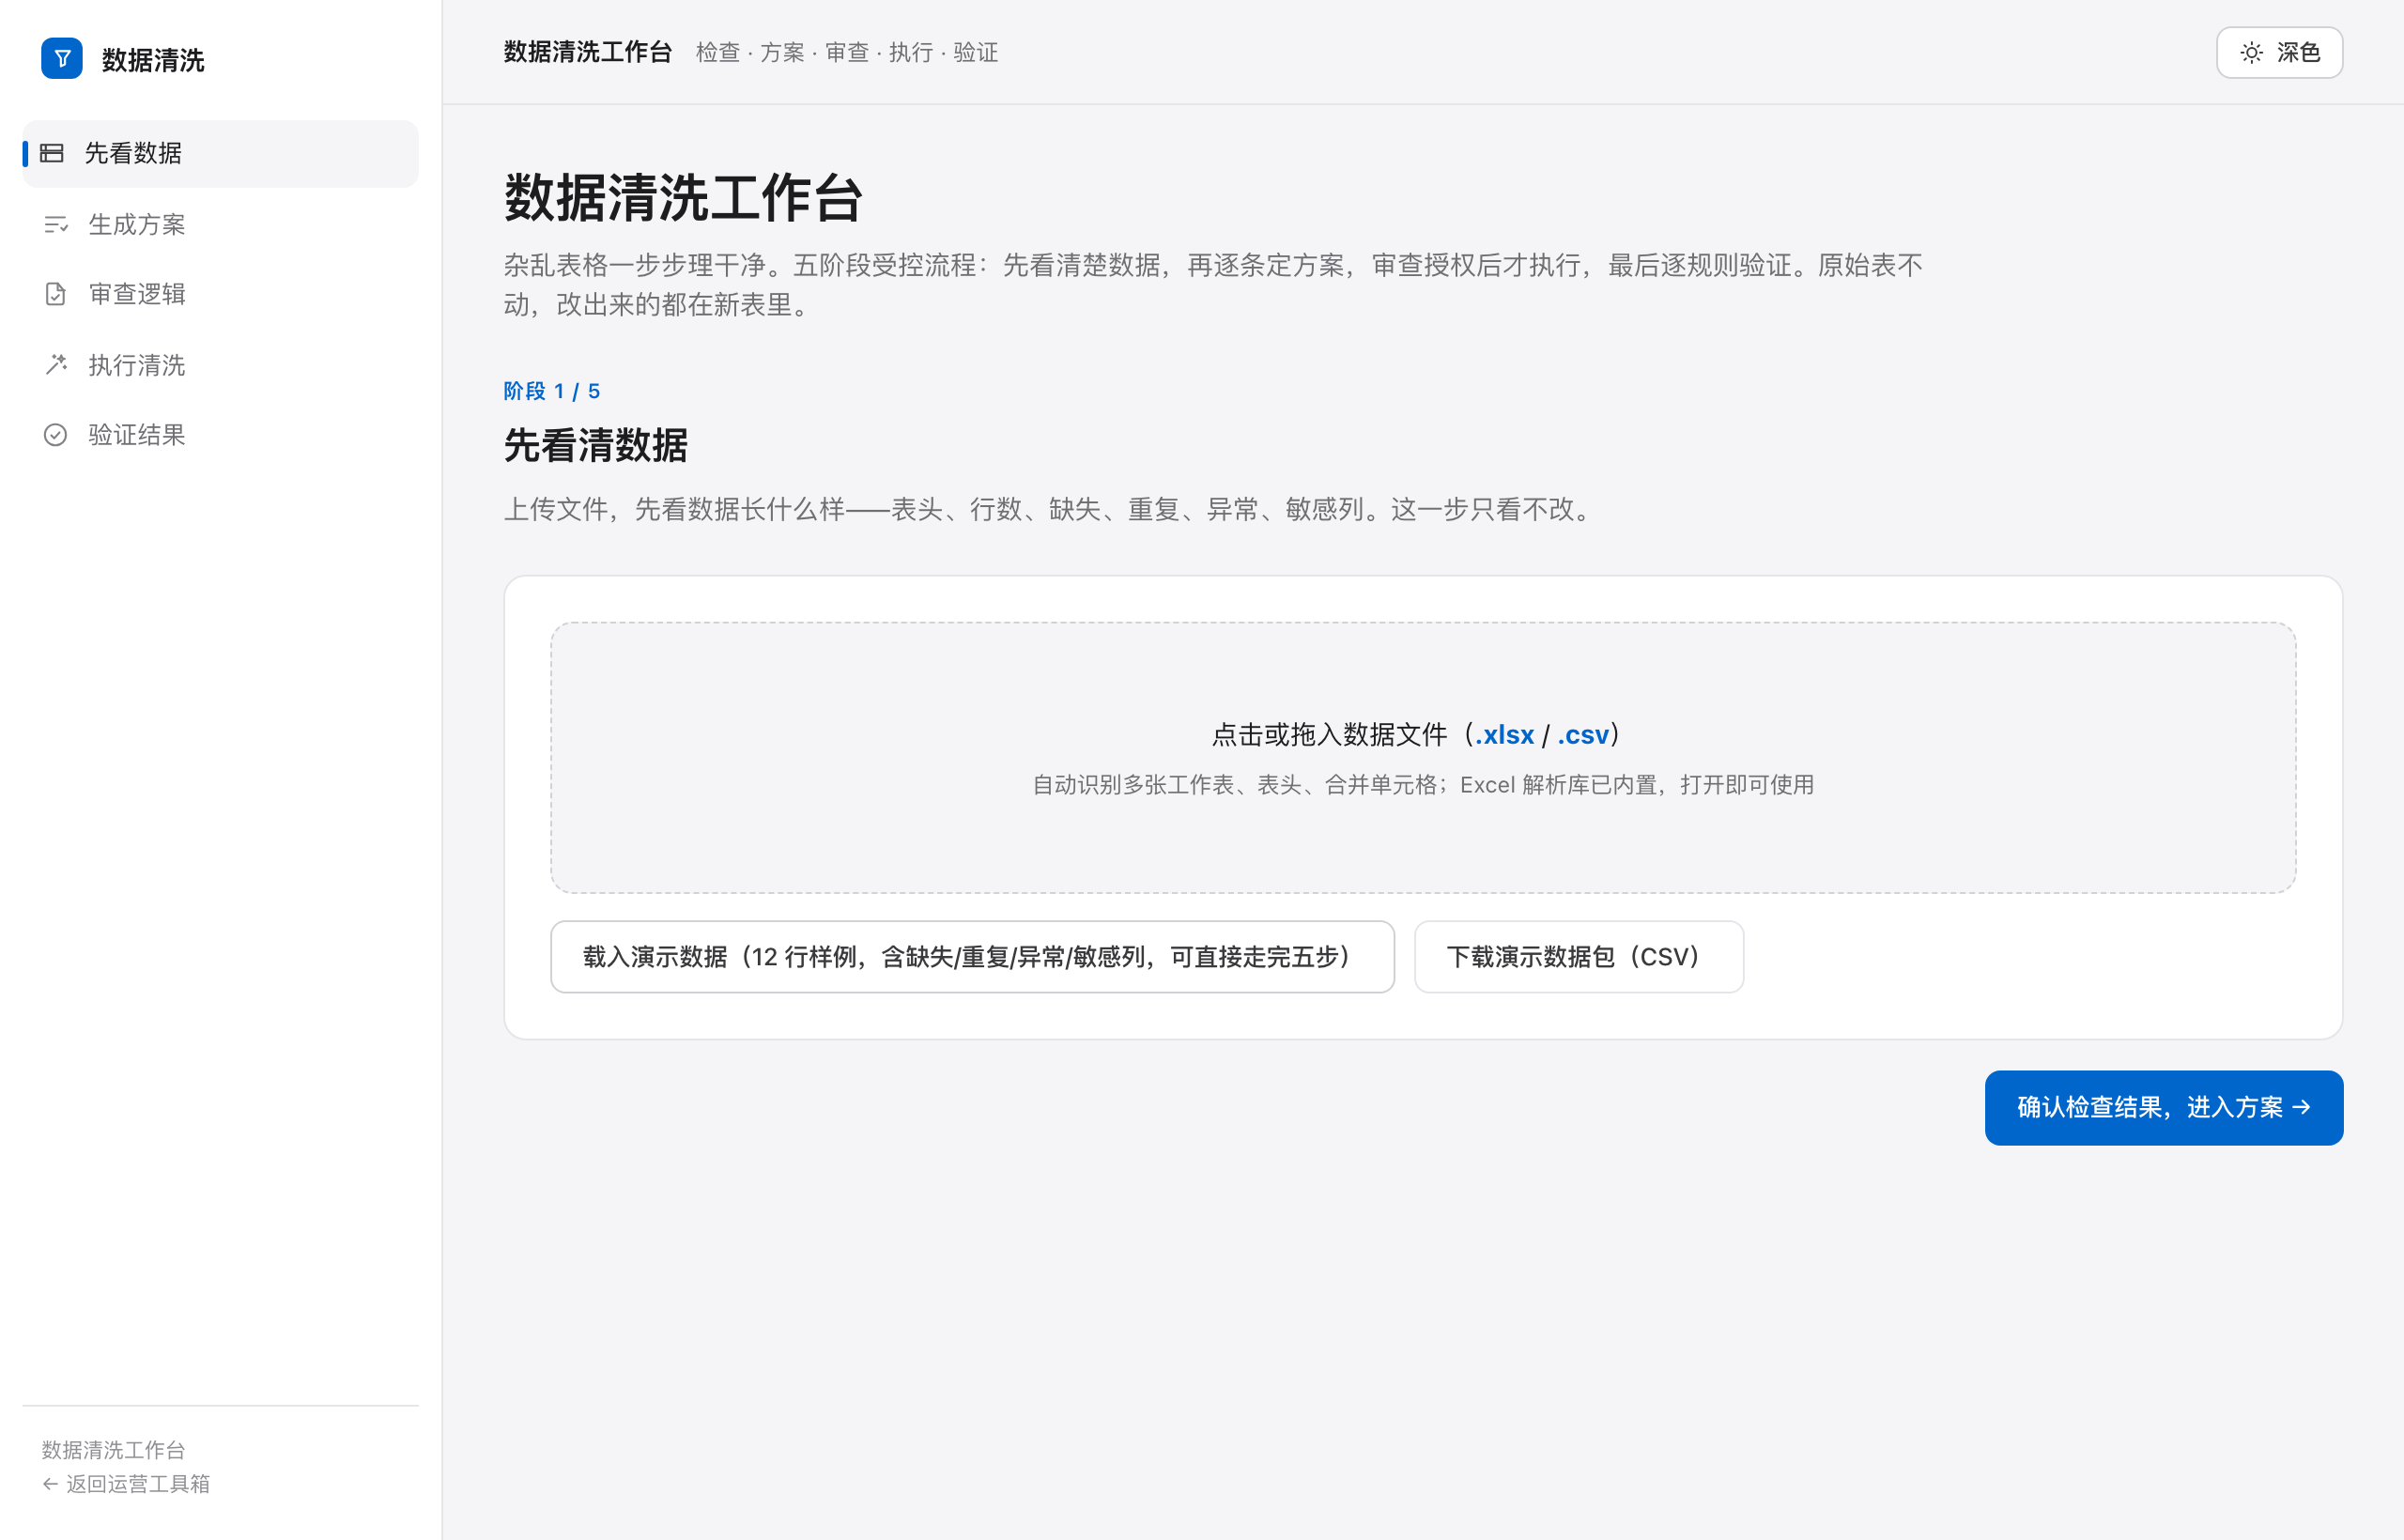 数据清洗
先看数据
生成方案
审查逻辑
执行清洗
验证结果
数据清洗工作台
← 返回运营工具箱
数据清洗工作台 检查 · 方案 · 审查 · 执行 · 验证
深色
数据清洗工作台
杂乱表格一步步理干净。五阶段受控流程：先看清楚数据，再逐条定方案，审查授权后才执行，最后逐规则验证。原始表不
动，改出来的都在新表里。
阶段 1 / 5
先看清数据
上传文件，先看数据长什么样——表头、行数、缺失、重复、异常、敏感列。这一步只看不改。
点击或拖入数据文件（.xlsx / .csv）
自动识别多张工作表、表头、合并单元格；Excel 解析库已内置，打开即可使用
载入演示数据（12 行样例，含缺失/重复/异常/敏感列，可直接走完五步）
下载演示数据包（CSV）
确认检查结果，进入方案 →